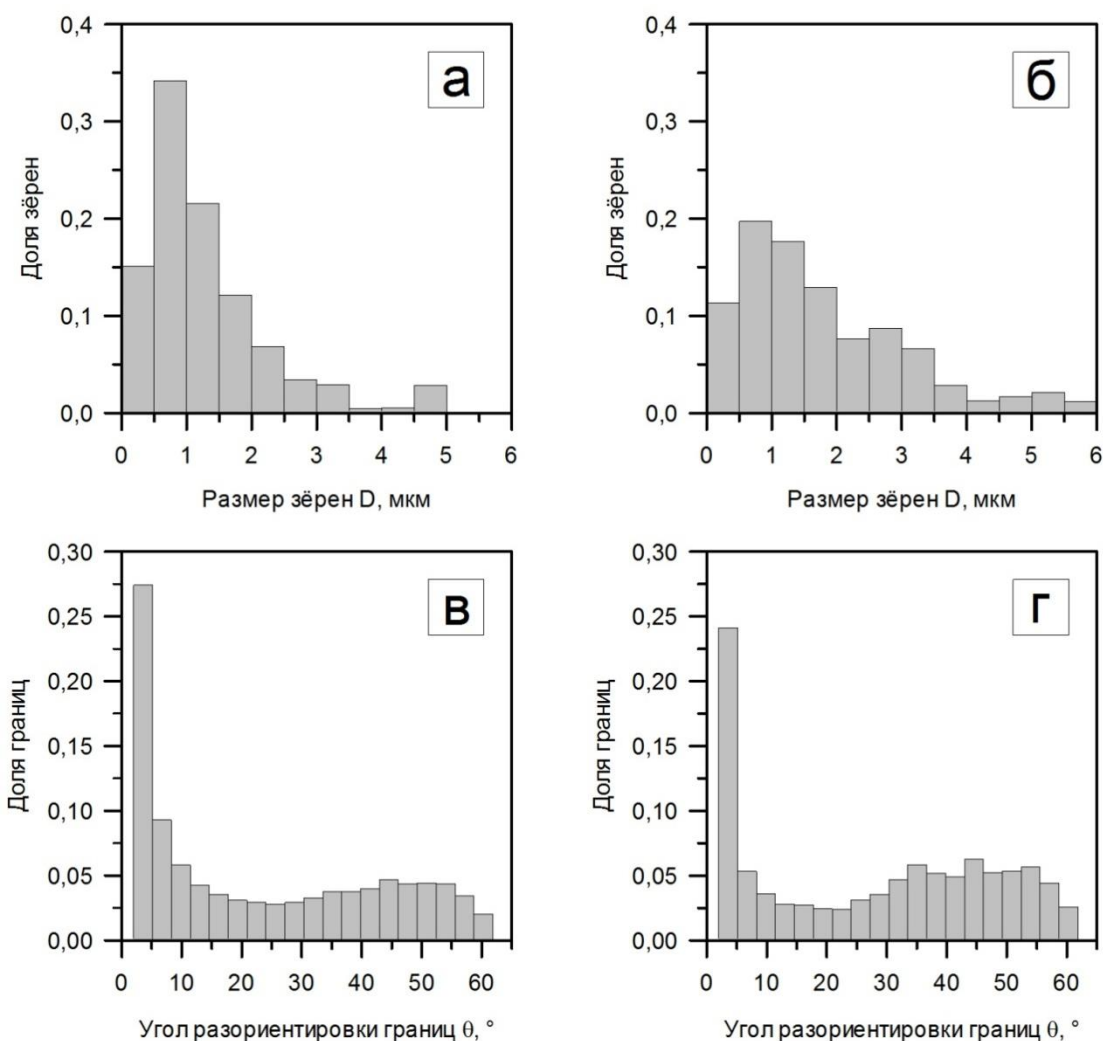 0,4
0,3
0,2
0,1
0,0
Доля зёрен
а
0 1 2 3 4 5 6
Размер зёрен D, мкм
0,4
0,3
0,2
0,1
0,0
Доля зёрен
б
0 1 2 3 4 5 6
Размер зёрен D, мкм
0,30
0,25
0,20
0,15
0,10
0,05
0,00
Доля границ
в
0 10 20 30 40 50 60
Угол разориентировки границ θ, °
0,30
0,25
0,20
0,15
0,10
0,05
0,00
Доля границ
г
0 10 20 30 40 50 60
Угол разориентировки границ θ, °